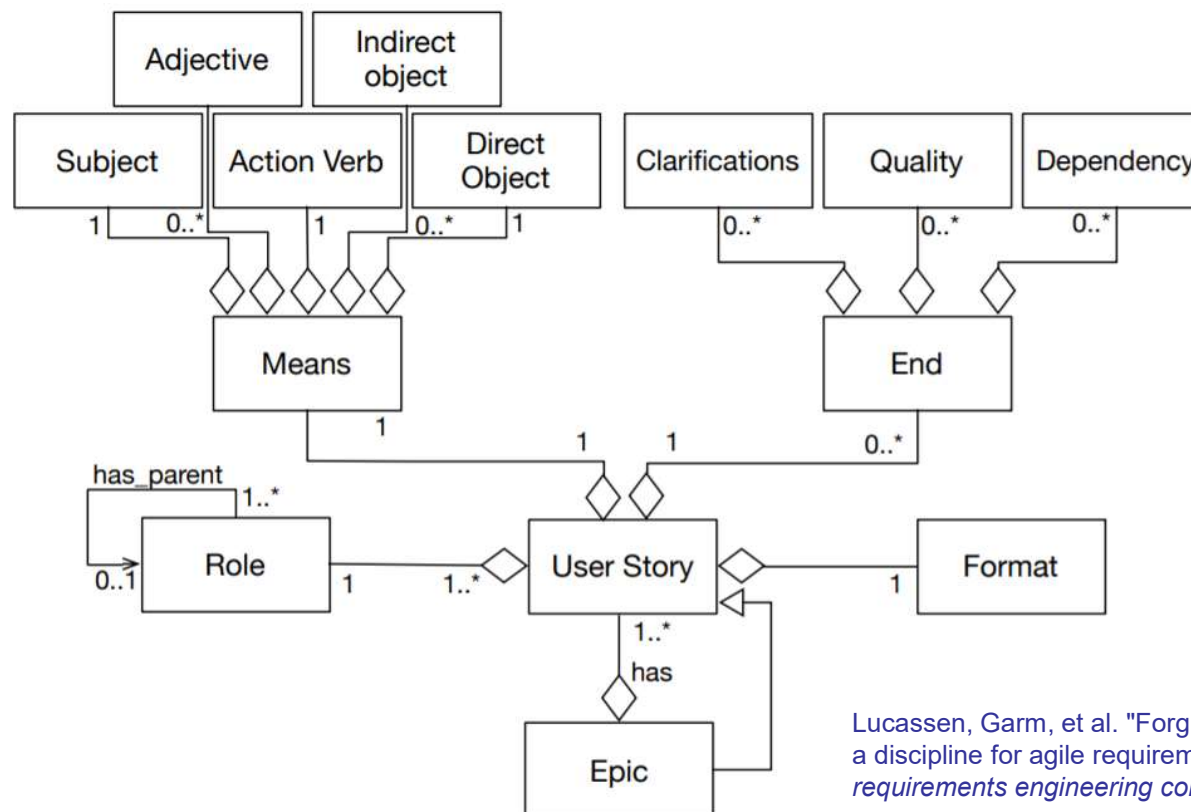 Adjective
Indirect
object
Subject
Action Verb
Direct
Object
Clarifications
Quality
Dependency
1
0..*
1
0..*
1
0..*
0..*
0..*
Means
End
1
1
1
0..*
has_parent
1..*
Role
0..1
1
1..*
User Story
1
Format
1..*
has
Epic
Lucassen, Garm, et al. "Forg
a discipline for agile requirem
requirements engineering co